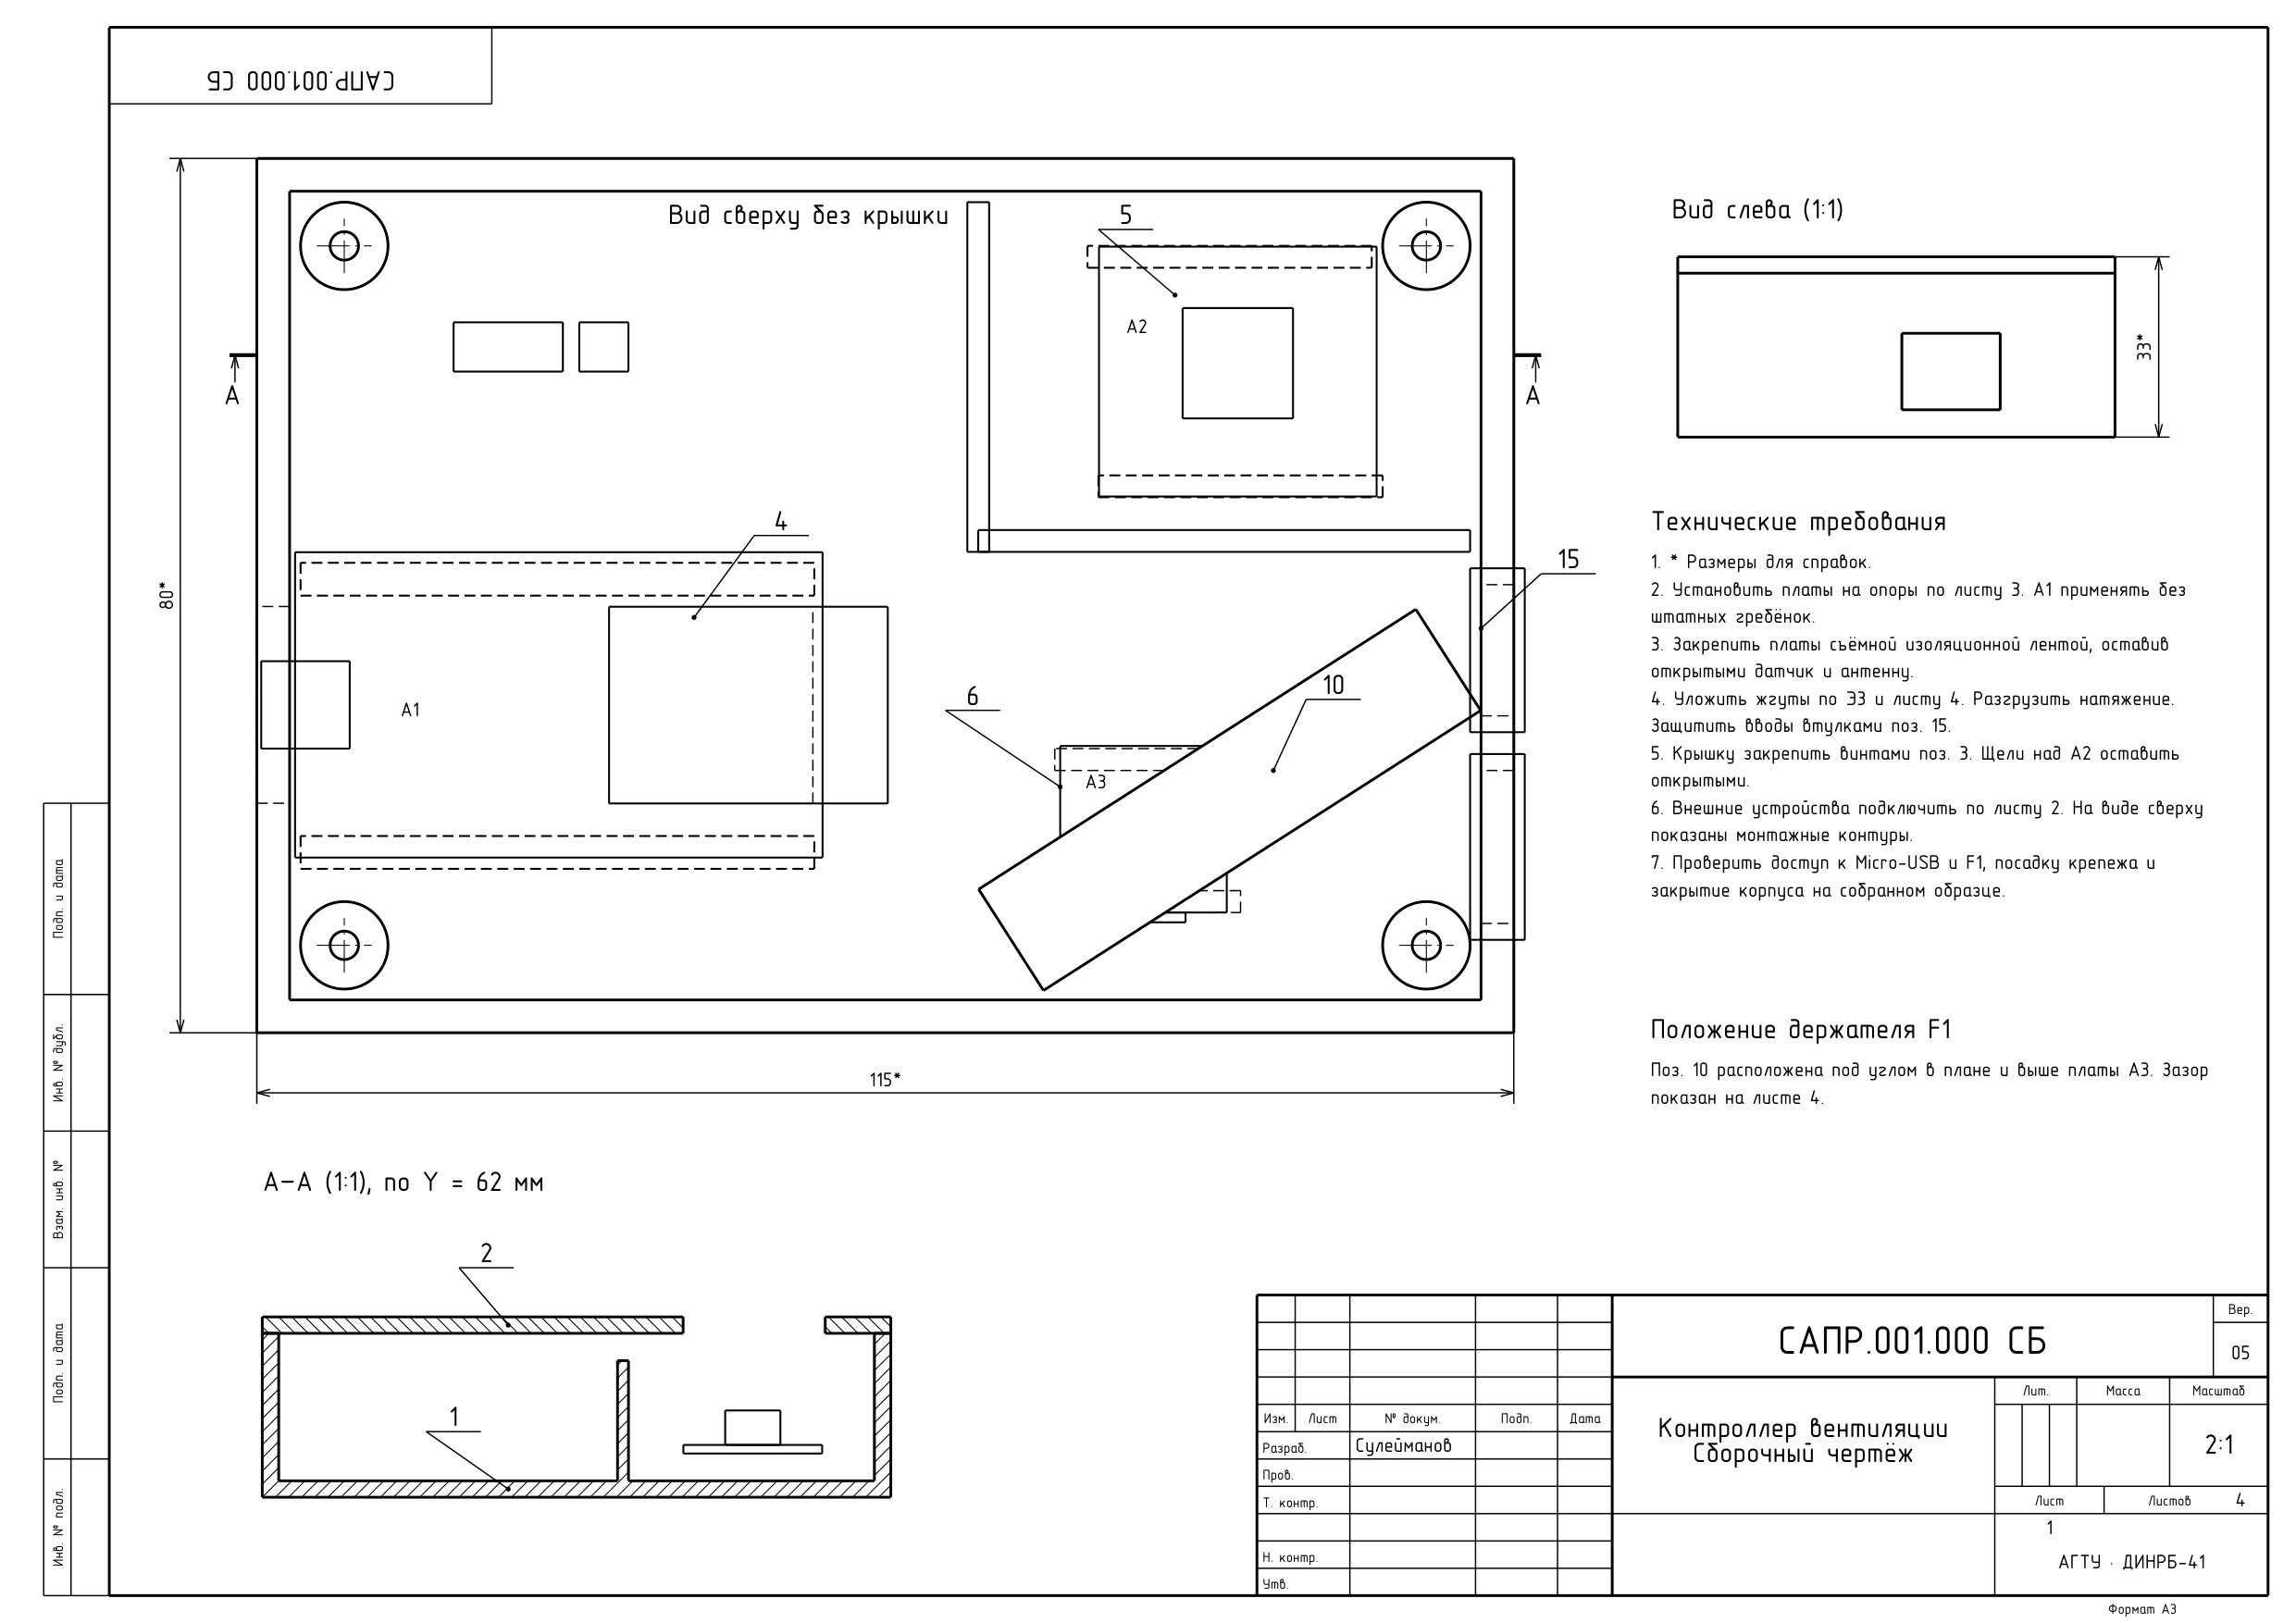 САПР.001.000 СБ
Вид сверху без крышки
5
А2
А
А
4
80*
А1
15
10
6
А3
115*
Вид слева (1:1)
33*
Технические требования
1. * Размеры для справок.
2. Установить платы на опоры по листу 3. А1 применять без
штатных гребёнок.
3. Закрепить платы съёмной изоляционной лентой, оставив
открытыми датчик и антенну.
4. Уложить жгуты по Э3 и листу 4. Разгрузить натяжение.
Защитить вводы втулками поз. 15.
5. Крышку закрепить винтами поз. 3. Щели над А2 оставить
открытыми.
6. Внешние устройства подключить по листу 2. На виде сверху
показаны монтажные контуры.
7. Проверить доступ к Micro-USB и F1, посадку крепежа и
закрытие корпуса на собранном образце.
Положение держателя F1
Поз. 10 расположена под углом в плане и выше платы А3. Зазор
показан на листе 4.
А-А (1:1), по Y = 62 мм
2
1
Подп. и дата
Инв. № дубл.
Взам. инв. №
Подп. и дата
Инв. № подл.
САПР.001.000 СБ
Вер.
05
Изм. Лист № докум. Подп. Дата
Разраб. Сулейманов
Пров.
Т. контр.
Н. контр.
Утв.
Контроллер вентиляции
Сборочный чертёж
Лит. Масса Масштаб
2:1
Лист Листов 4
1
АГТУ · ДИНРБ-41
Формат А3